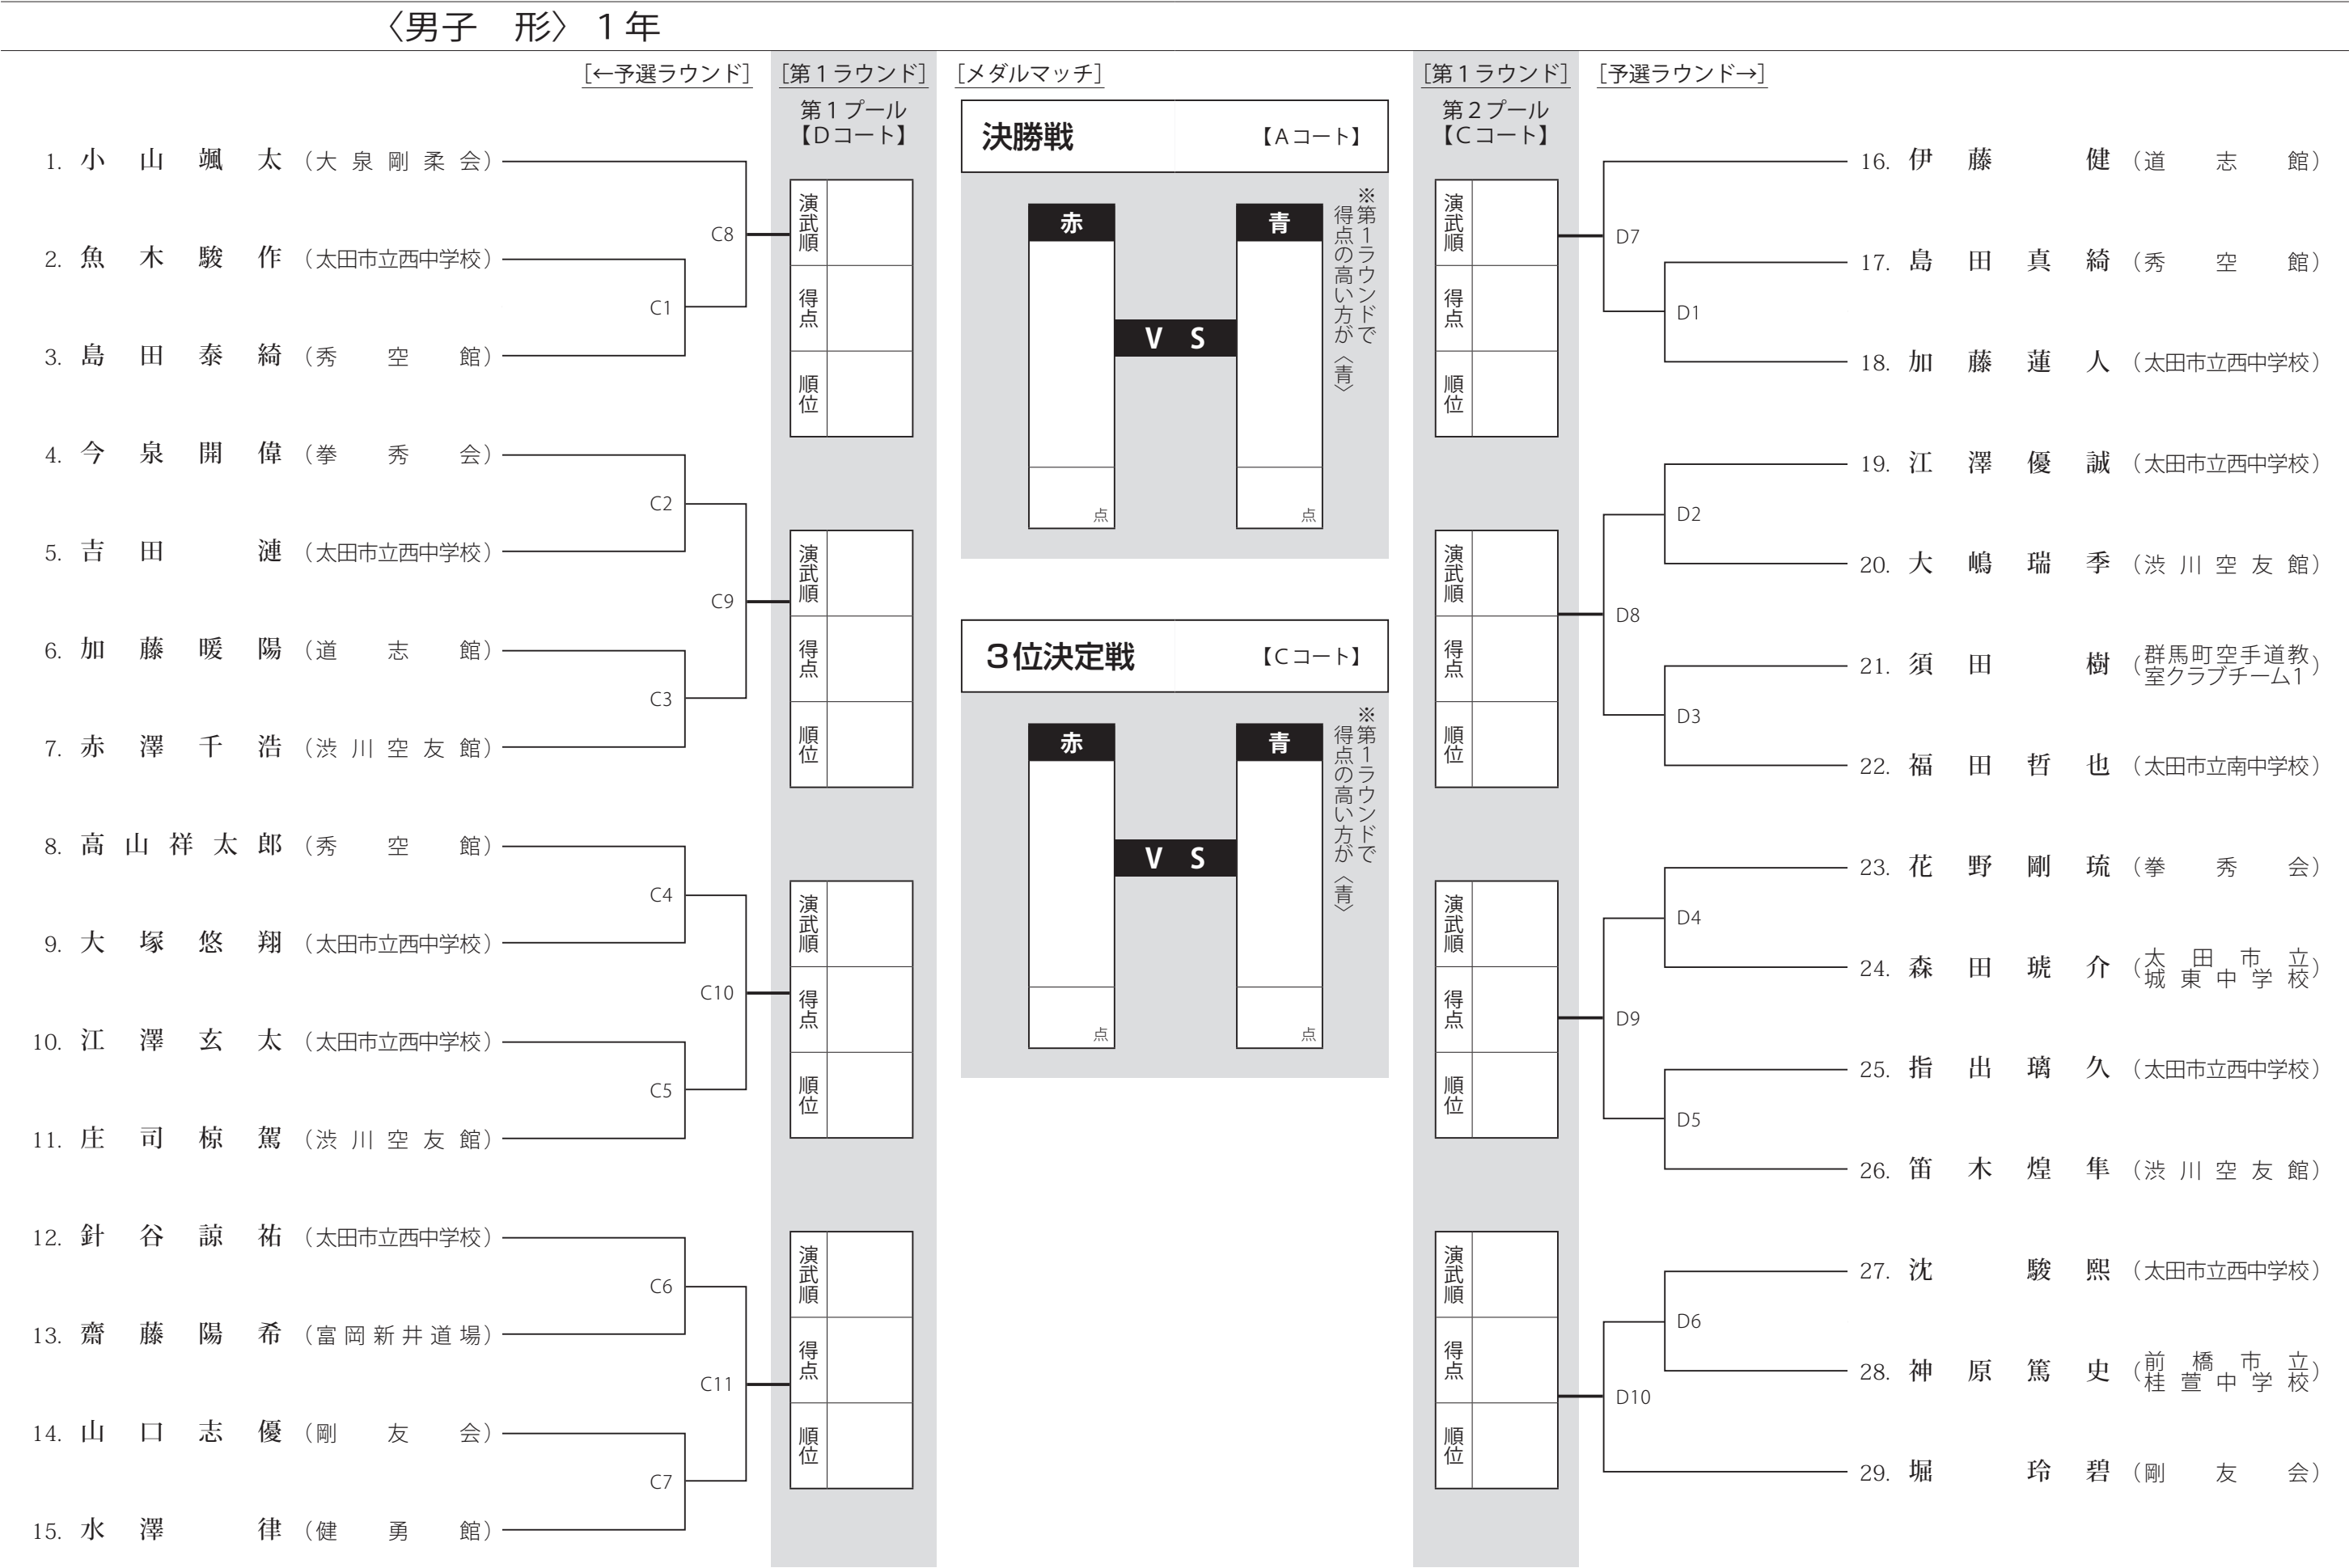 〈男子　形〉１年
［←予選ラウンド］
［第１ラウンド］
［メダルマッチ］
［第１ラウンド］
［予選ラウンド→］
第１プール
【Ｄコート】
1. 小山颯太（大泉剛柔会）
2. 魚木駿作（太田市立西中学校）
3. 島田泰綺（秀空館）
4. 今泉開偉（拳秀会）
5. 吉田漣（太田市立西中学校）
6. 加藤暖陽（道志館）
7. 赤澤千浩（渋川空友館）
8. 高山祥太郎（秀空館）
9. 大塚悠翔（太田市立西中学校）
10. 江澤玄太（太田市立西中学校）
11. 庄司椋駕（渋川空友館）
12. 針谷諒祐（太田市立西中学校）
13. 齋藤陽希（富岡新井道場）
14. 山口志優（剛友会）
15. 水澤律（健勇館）
C8
C1
C2
C9
C3
C4
C10
C5
C6
C11
C7
演武順
得点
順位
演武順
得点
順位
演武順
得点
順位
演武順
得点
順位
決勝戦
【Ａコート】
赤
青
ＶＳ
点
点
※第１ラウンドで
得点の高い方が〈青〉
３位決定戦
【Ｃコート】
赤
青
ＶＳ
点
点
※第１ラウンドで
得点の高い方が〈青〉
第２プール
【Ｃコート】
演武順
得点
順位
演武順
得点
順位
演武順
得点
順位
演武順
得点
順位
D7
D1
D2
D8
D3
D4
D9
D5
D6
D10
16. 伊藤健（道志館）
17. 島田真綺（秀空館）
18. 加藤蓮人（太田市立西中学校）
19. 江澤優誠（太田市立西中学校）
20. 大嶋瑞季（渋川空友館）
21. 須田樹（群馬町空手道教
室クラブチーム1）
22. 福田哲也（太田市立南中学校）
23. 花野剛琉（拳秀会）
24. 森田琥介（太田市立
城東中学校）
25. 指出璃久（太田市立西中学校）
26. 笛木煌隼（渋川空友館）
27. 沈駿熙（太田市立西中学校）
28. 神原篤史（前橋市立
桂萱中学校）
29. 堀玲碧（剛友会）